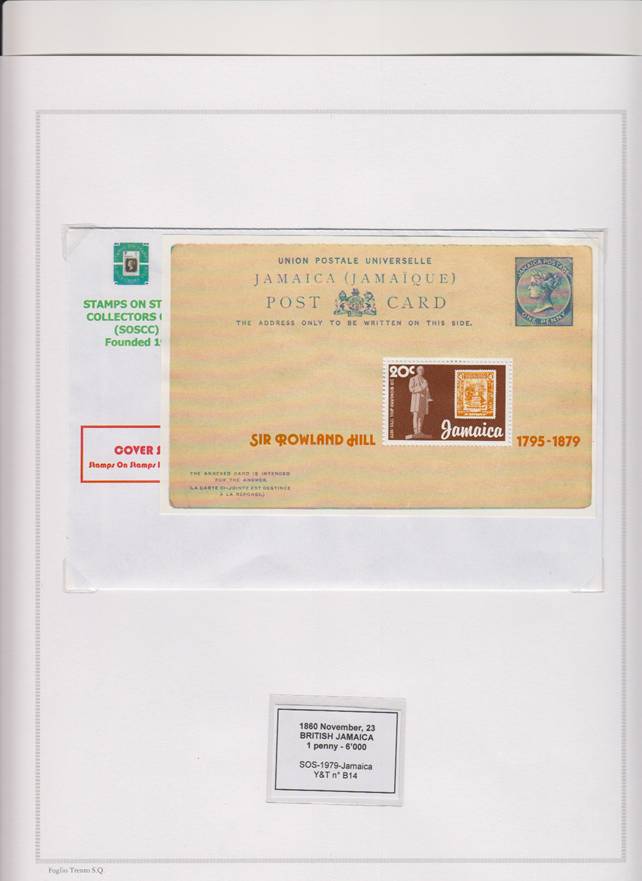 STAMPS ON ST
COLLECTORS C
(SOSCC)
Founded 19
COVER S
Stamps On Stamps
UNION POSTALE UNIVERSELLE
JAMAICA (JAMAÏQUE)
POST CARD
THE ADDRESS ONLY TO BE WRITTEN ON THIS SIDE.
JAMAICA POSTAGE
ONE PENNY
20c
Jamaica
SIR ROWLAND HILL 1795-1879
THE ANNEXED CARD IS INTENDED
FOR THE ANSWER.
(LA CARTE CI-JOINTE EST DESTINÉE
À LA RÉPONSE.)
1860 November, 23
BRITISH JAMAICA
1 penny - 6'000
SOS-1979-Jamaica
Y&T n° B14
Foglio Trento S.Q.